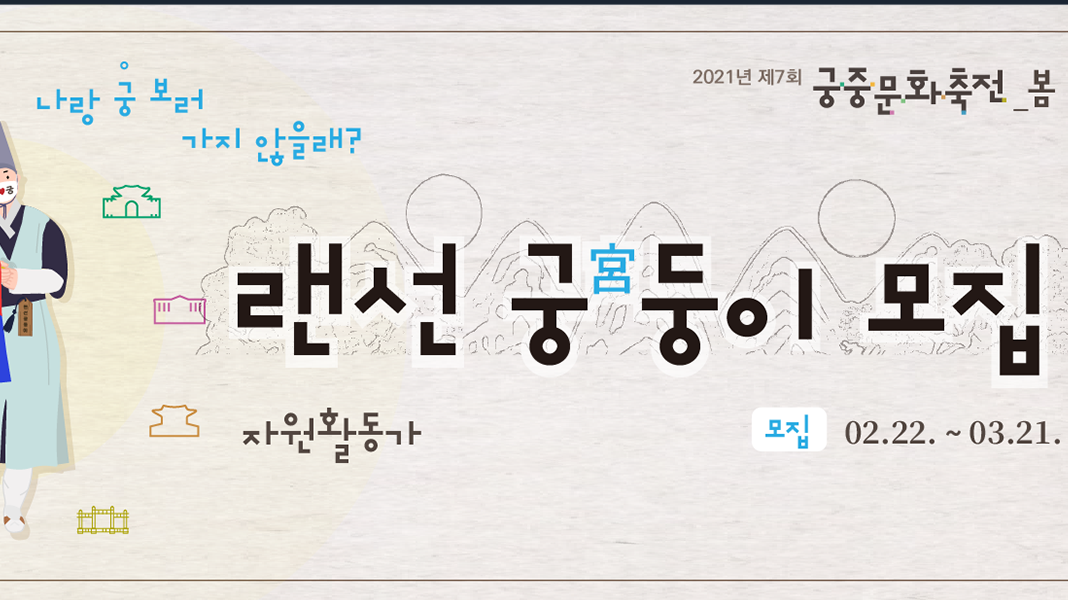 나랑 궁 보러
가지 않을래?
2021년 제7회 궁중문화축전_봄
랜선 궁宮둥이 모집
자원활동가
모집 02.22. ~ 03.21.
궁